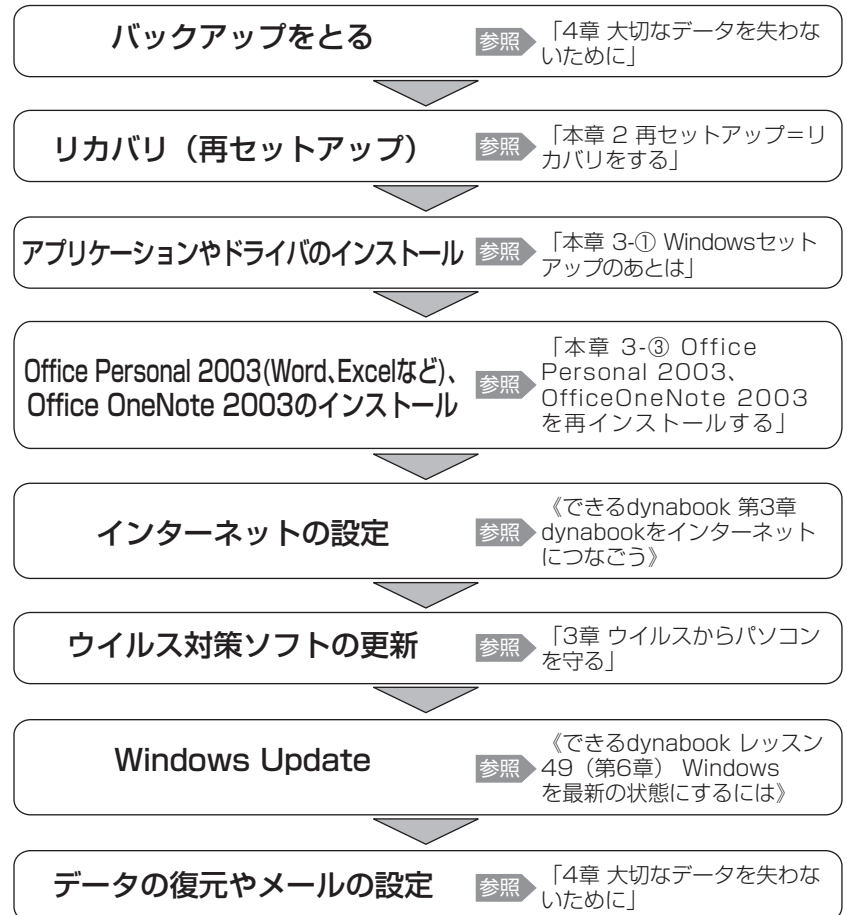 バックアップをとる
参照
「4章 大切なデータを失わな
いために」
リカバリ（再セットアップ）
参照
「本章 2 再セットアップ＝リ
カバリをする」
アプリケーションやドライバのインストール
参照
「本章 3-① Windowsセット
アップのあとは」
Office Personal 2003(Word、Excelなど)、
Office OneNote 2003のインストール
参照
「本章 3-③ Office
Personal 2003、
OfficeOneNote 2003
を再インストールする」
インターネットの設定
参照
《できるdynabook 第3章
dynabookをインターネット
につなごう》
ウイルス対策ソフトの更新
参照
「3章 ウイルスからパソコン
を守る」
Windows Update
参照
《できるdynabook レッスン
49（第6章） Windows
を最新の状態にするには》
データの復元やメールの設定
参照
「4章 大切なデータを失わな
いために」